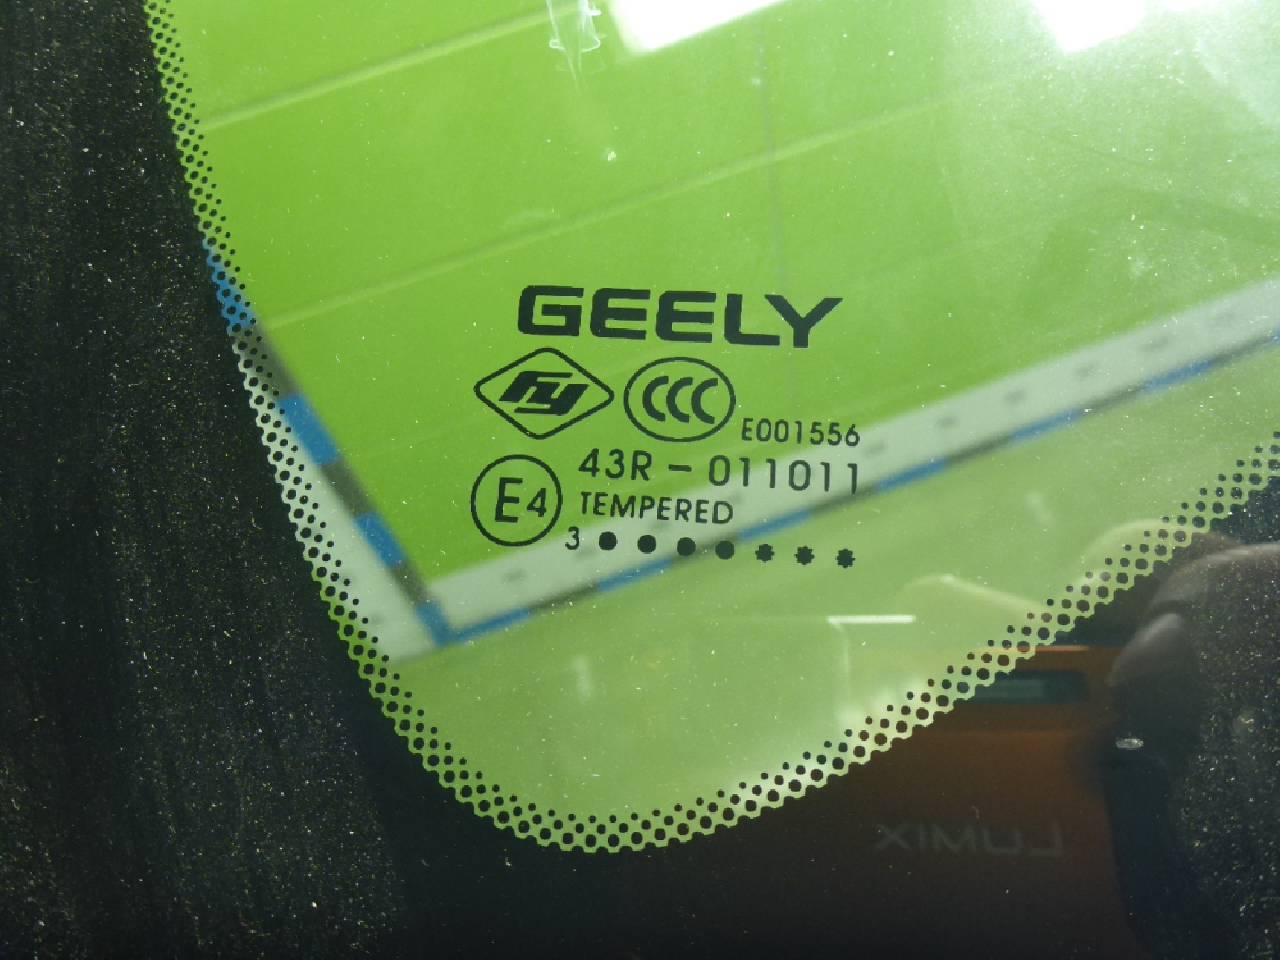 GEELY
fy CCC E001556
E4 43R - 011011
TEMPERED
3
LUMIX